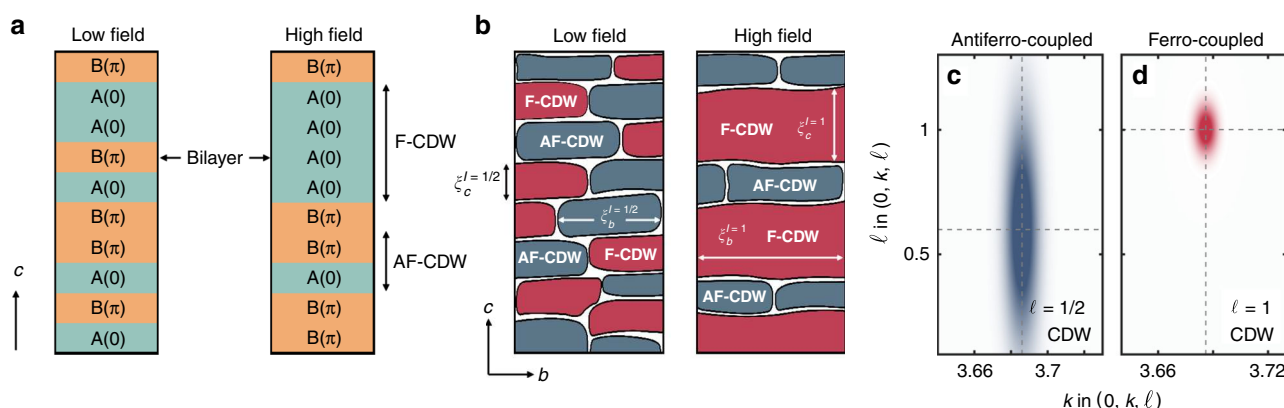 a
Low field
High field
B(π)
A(0)
A(0)
B(π)
A(0)
B(π)
B(π)
A(0)
B(π)
A(0)
Bilayer
B(π)
A(0)
A(0)
A(0)
A(0)
B(π)
B(π)
A(0)
B(π)
B(π)
F-CDW
AF-CDW
c
b
Low field
High field
F-CDW
AF-CDW
ξ_c^{l=1/2}
ξ_b^{l=1/2}
AF-CDW
F-CDW
c
b
F-CDW
ξ_c^{l=1}
AF-CDW
ξ_b^{l=1}
F-CDW
AF-CDW
Antiferro-coupled
Ferro-coupled
c
d
ℓ in (0, k, ℓ)
1
0.5
ℓ = 1/2
CDW
ℓ = 1
CDW
3.66
3.7
3.66
3.72
k in (0, k, ℓ)